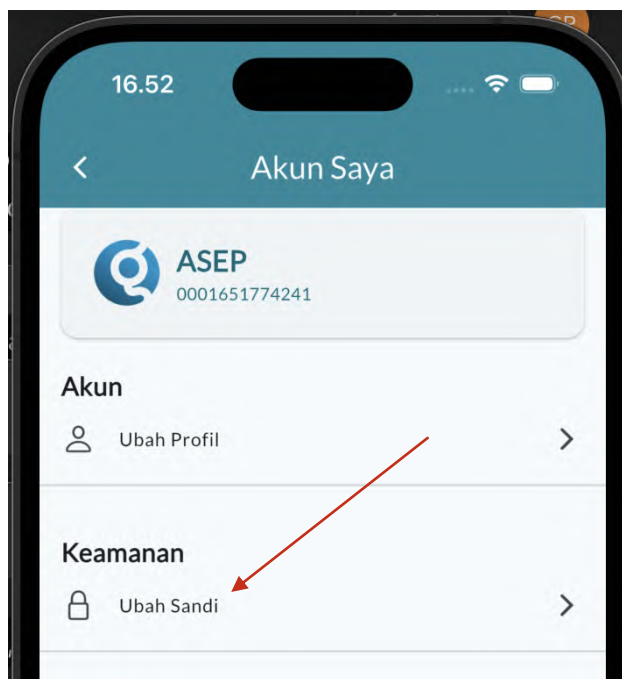 16.52
Akun Saya
ASEP
0001651774241
Akun
Ubah Profil
Keamanan
Ubah Sandi